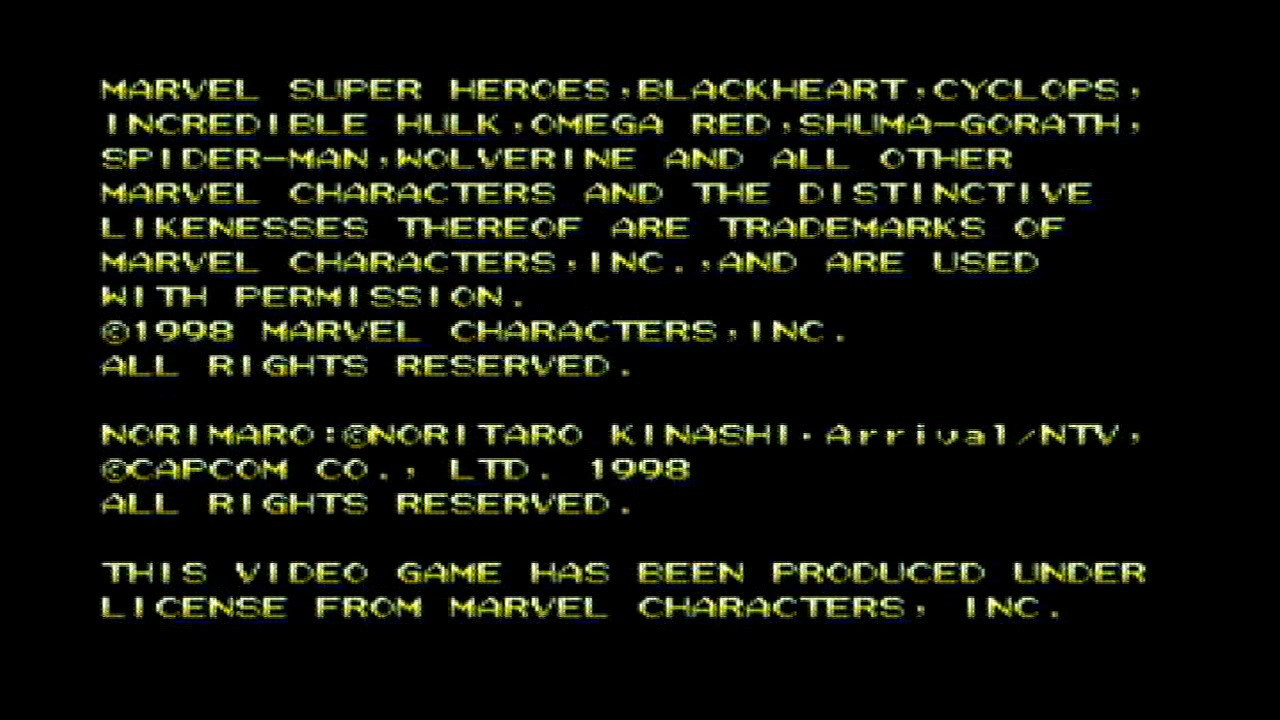 MARVEL SUPER HEROES,BLACKHEART,CYCLOPS,
INCREDIBLE HULK,OMEGA RED,SHUMA-GORATH,
SPIDER-MAN,WOLVERINE AND ALL OTHER
MARVEL CHARACTERS AND THE DISTINCTIVE
LIKENESSES THEREOF ARE TRADEMARKS OF
MARVEL CHARACTERS,INC.,AND ARE USED
WITH PERMISSION.
©1998 MARVEL CHARACTERS,INC.
ALL RIGHTS RESERVED.
NORIMARO:©NORITARO KINASHI·Arrival/NTV,
©CAPCOM CO., LTD. 1998
ALL RIGHTS RESERVED.
THIS VIDEO GAME HAS BEEN PRODUCED UNDER
LICENSE FROM MARVEL CHARACTERS, INC.